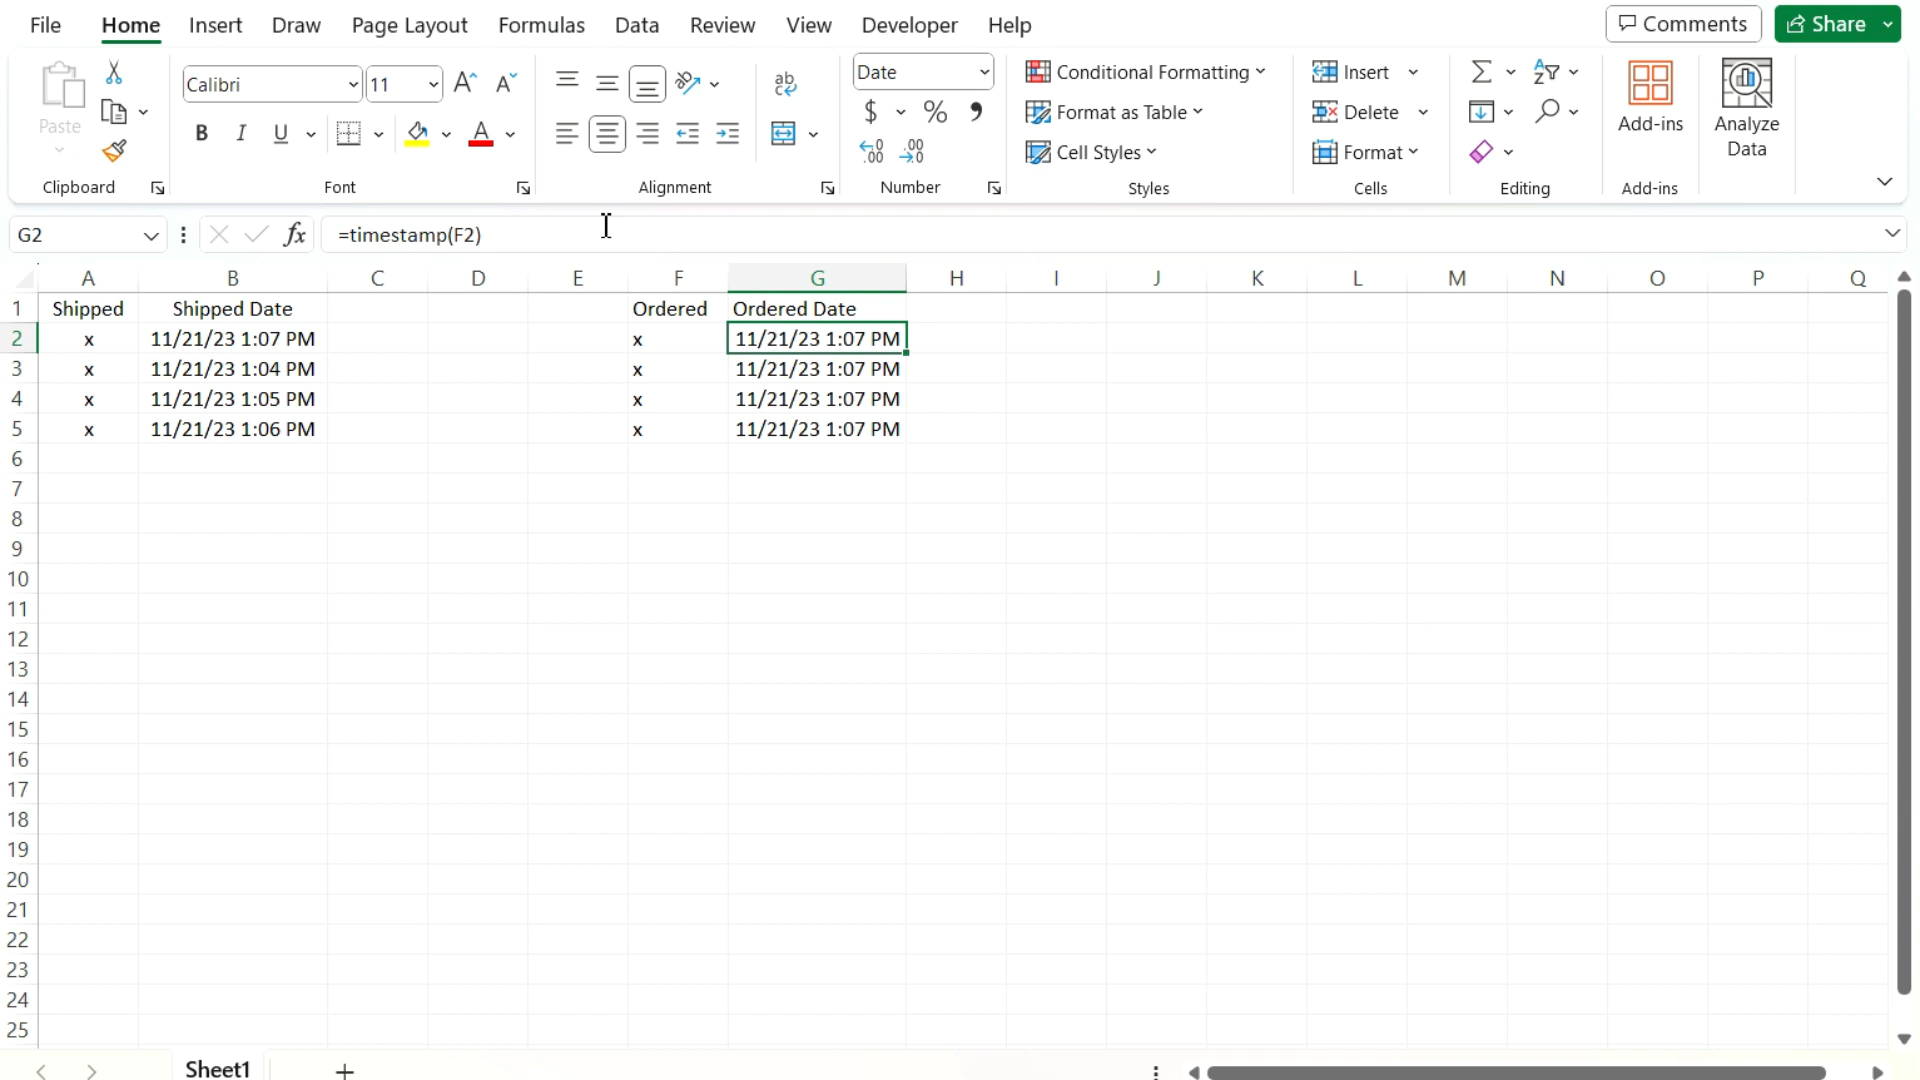 File Home Insert Draw Page Layout Formulas Data Review View Developer Help Comments Share
Paste
Calibri 11
Date
Conditional Formatting
Format as Table
Cell Styles
Insert
Delete
Format
Add-ins
Analyze Data
Clipboard Font Alignment Number Styles Cells Editing Add-ins
G2 fx =timestamp(F2)
A B C D E F G H I J K L M N O P Q
1 Shipped Shipped Date Ordered Ordered Date
2 x 11/21/23 1:07 PM x 11/21/23 1:07 PM
3 x 11/21/23 1:04 PM x 11/21/23 1:07 PM
4 x 11/21/23 1:05 PM x 11/21/23 1:07 PM
5 x 11/21/23 1:06 PM x 11/21/23 1:07 PM
6
7
8
9
10
11
12
13
14
15
16
17
18
19
20
21
22
23
24
25
Sheet1